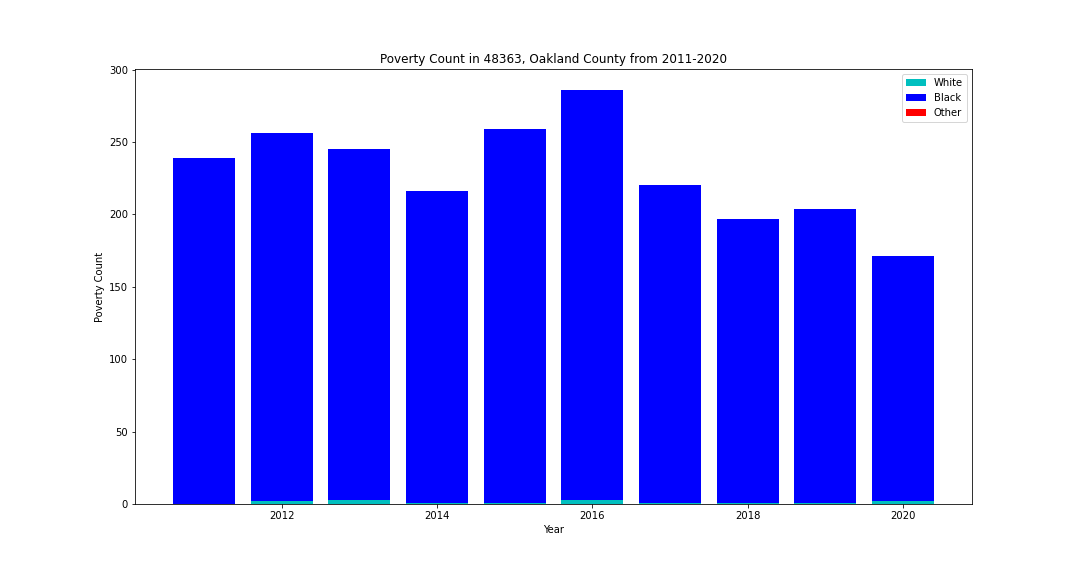 Poverty Count in 48363, Oakland County from 2011-2020
300
250
200
150
100
50
0
Poverty Count
White
Black
Other
2012
2014
2016
2018
2020
Year